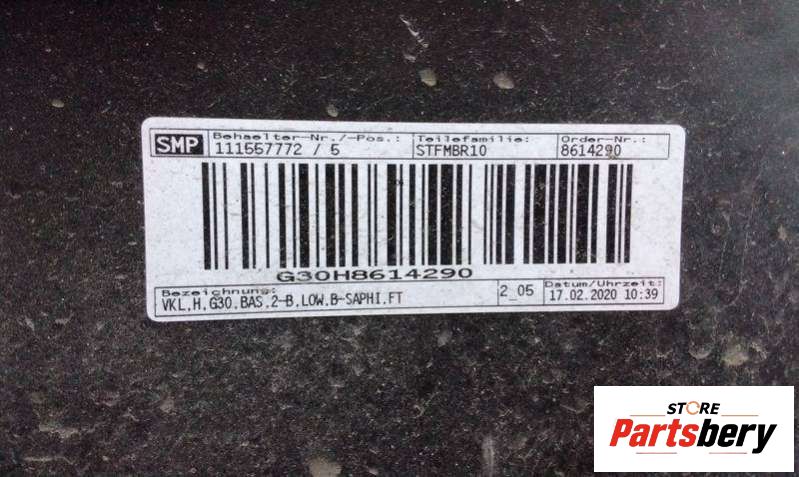 SMP Behaelter-Nr./-Pos.: Teilefamilie: Order-Nr.:
111557772 / 5 STFMBR10 8614290
G30H8614290
Bezeichnung: 2_05 Datum/Uhrzeit:
VKL,H,G30,BAS,2-B,LOW,B-SAPHI,FT 17.02.2020 10:39
STORE
Partsbery